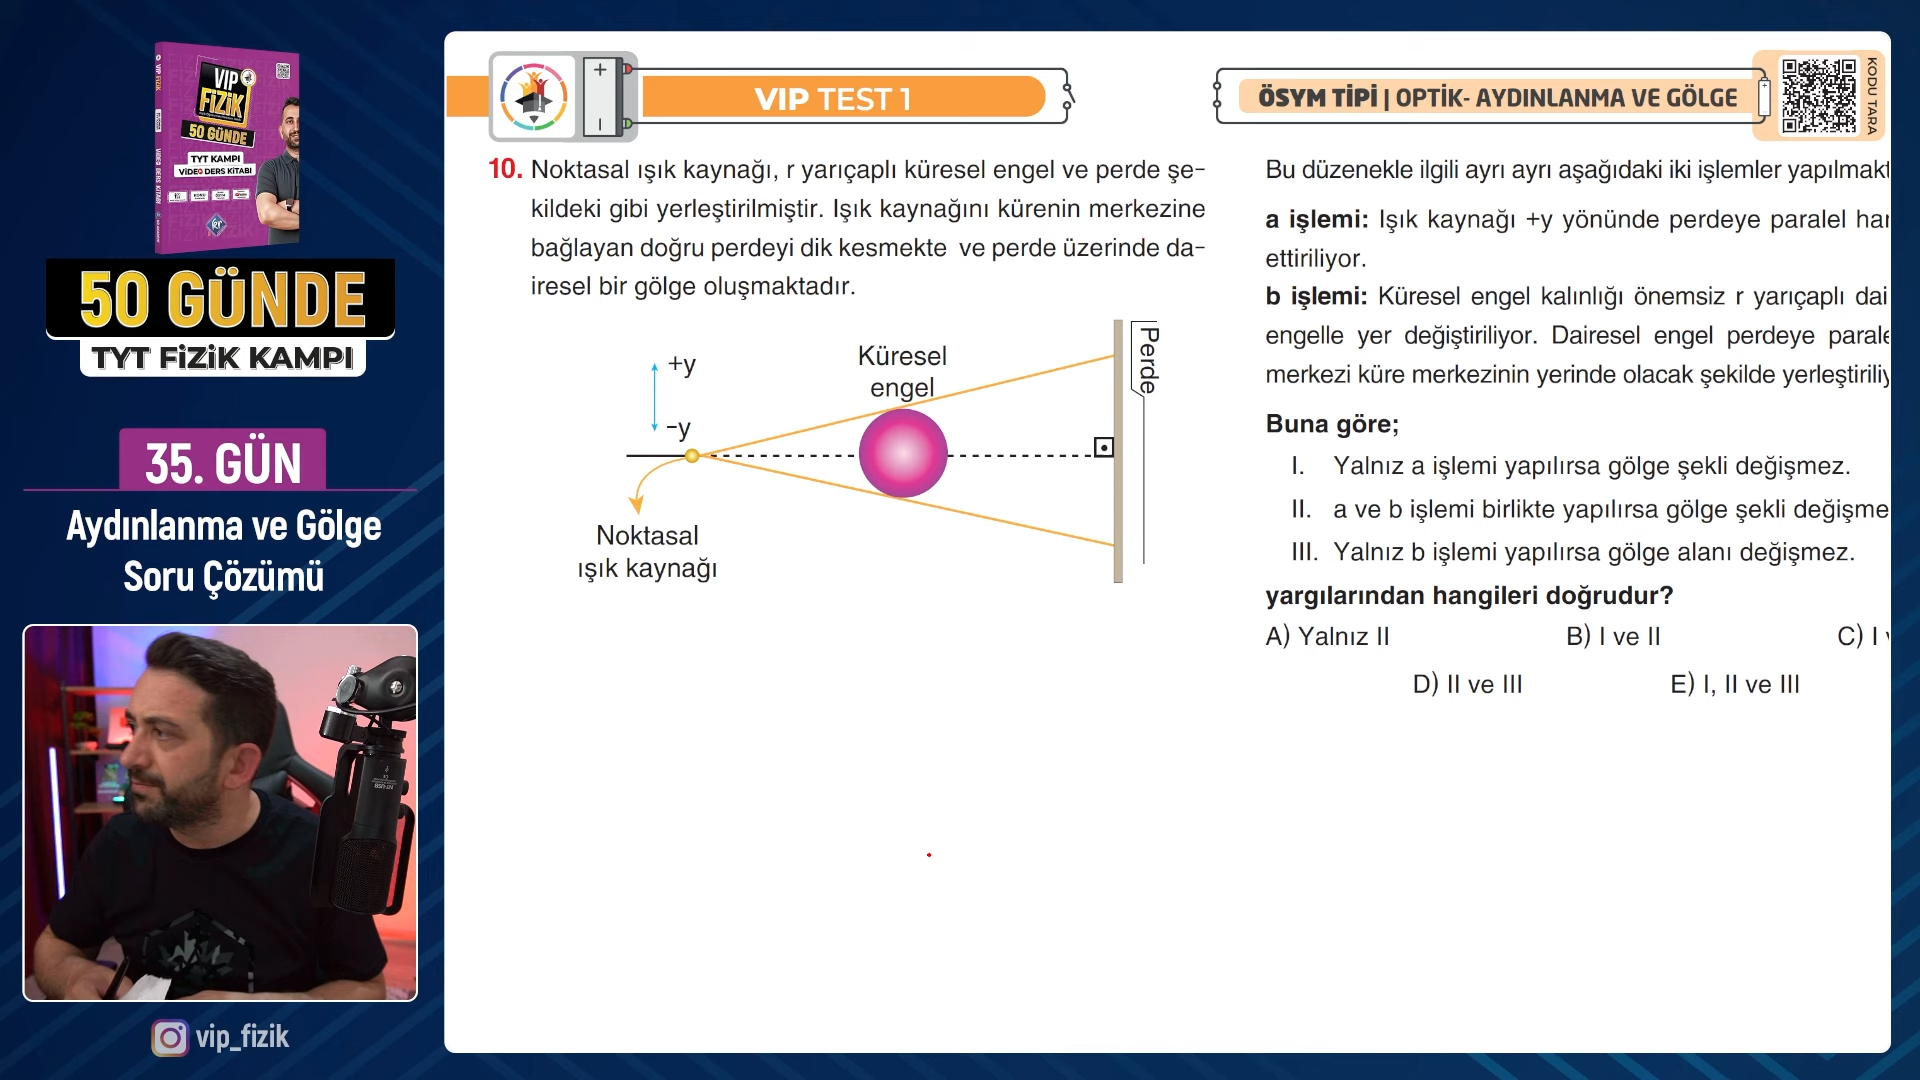 VIP
FİZİK
50 GÜNDE
TYT KAMPI
VİDEO DERS KİTABI
50 GÜNDE
TYT FİZİK KAMPI
35. GÜN
Aydınlanma ve Gölge
Soru Çözümü
vip_fizik
VIP TEST 1
ÖSYM TİPİ | OPTİK- AYDINLANMA VE GÖLGE
KODU TARA
10. Noktasal ışık kaynağı, r yarıçaplı küresel engel ve perde şe-
kildeki gibi yerleştirilmiştir. Işık kaynağını kürenin merkezine
bağlayan doğru perdeyi dik kesmekte ve perde üzerinde da-
iresel bir gölge oluşmaktadır.
+y
-y
Küresel
engel
Perde
Noktasal
ışık kaynağı
Bu düzenekle ilgili ayrı ayrı aşağıdaki iki işlemler yapılmakt
a işlemi: Işık kaynağı +y yönünde perdeye paralel har
ettiriliyor.
b işlemi: Küresel engel kalınlığı önemsiz r yarıçaplı dai
engelle yer değiştiriliyor. Dairesel engel perdeye parale
merkezi küre merkezinin yerinde olacak şekilde yerleştiriliy
Buna göre;
I. Yalnız a işlemi yapılırsa gölge şekli değişmez.
II. a ve b işlemi birlikte yapılırsa gölge şekli değişme
III. Yalnız b işlemi yapılırsa gölge alanı değişmez.
yargılarından hangileri doğrudur?
A) Yalnız II B) I ve II C) I v
D) II ve III E) I, II ve III